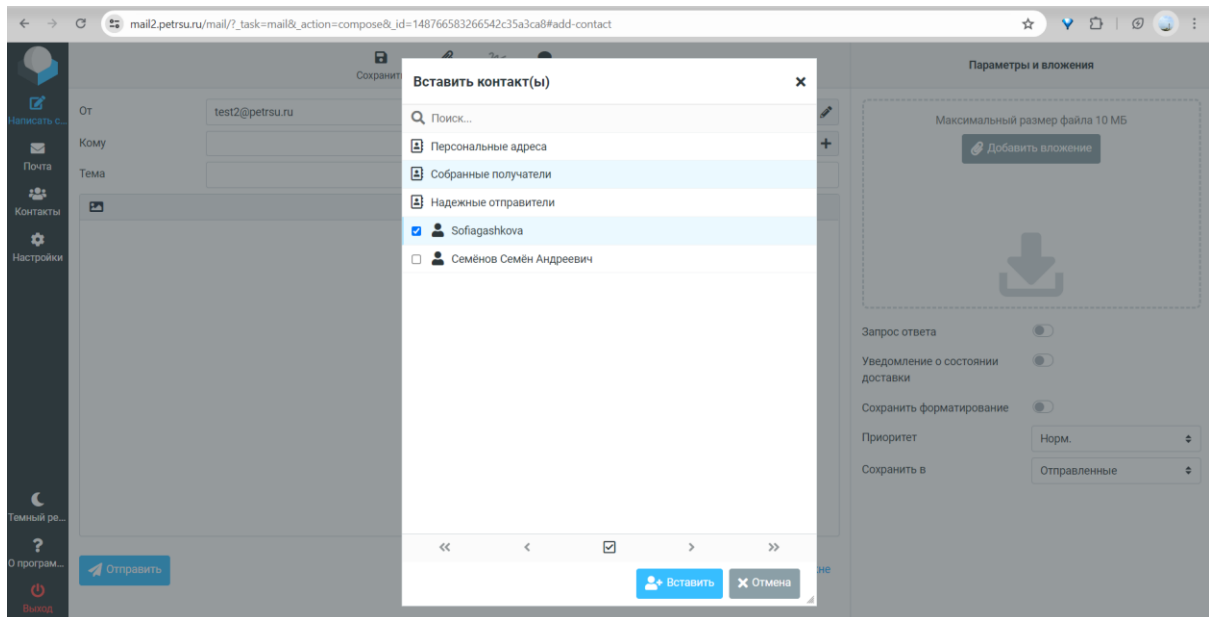 mail2.petrsu.ru/mail/?_task=mail&_action=compose&_id=148766583266542c35a3ca8#add-contact
Написать с...
Почта
Контакты
Настройки
Темный ре...
?
О програм...
Выход
От
test2@petrsu.ru
Кому
Тема
Отправить
Вставить контакт(ы)
Поиск...
Персональные адреса
Собранные получатели
Надежные отправители
Sofiagashkova
Семёнов Семён Андреевич
Вставить
Отмена
Параметры и вложения
Максимальный размер файла 10 МБ
Добавить вложение
Запрос ответа
Уведомление о состоянии
доставки
Сохранить форматирование
Приоритет
Норм.
Сохранить в
Отправленные